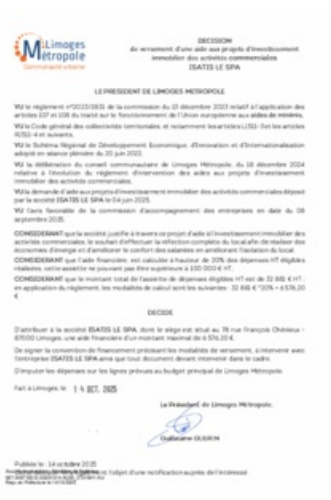 Limoges
Métropole
Communauté urbaine
DECISION
de versement d'une aide aux projets d'investissement
immobilier des activités commerciales
ISATIS LE SPA
LE PRESIDENT DE LIMOGES METROPOLE
VU le règlement n°2023/2831 de la commission du 13 décembre 2023 relatif à l'application des
articles 107 et 108 du traité sur le fonctionnement de l'Union européenne aux aides de minimis,
VU le Code général des collectivités territoriales, et notamment les articles L1511-3 et les articles
R1511-4 et suivants,
VU le Schéma Régional de Développement Economique, d'Innovation et d'Internationalisation
adopté en séance plénière du 20 juin 2022,
VU la délibération du conseil communautaire de Limoges Métropole, du 18 décembre 2024
relative à l'évolution du règlement d'intervention des aides aux projets d'investissement
immobilier des activités commerciales.
VU la demande d'aide aux projets d'investissement immobilier des activités commerciales déposé
par la société ISATIS LE SPA le 04 juin 2025.
VU l'avis favorable de la commission d'accompagnement des entreprises en date du 08
septembre 2025.
CONSIDERANT que la société justifie à travers ce projet d'aide à l'investissement immobilier des
activités commerciales, le souhait d'effectuer la réfection complète du local afin de réaliser des
économies d'énergie et d'améliorer le confort des salariés en améliorant l'isolation du local.
CONSIDERANT que l'aide financière, est calculée à hauteur de 20% des dépenses HT éligibles
réalisées, cette assiette ne pouvant pas être supérieure à 100 000 € HT.
CONSIDERANT que le montant total de l'assiette de dépenses éligibles HT est de 32 881 € HT ;
en application du règlement, les modalités de calcul sont les suivantes : 32 881 € *20% = 6 576,20
€
DECIDE
D'attribuer à la société ISATIS LE SPA, dont le siège est situé au 78 rue François Chénieux -
87000 Limoges, une aide financière d'un montant maximal de 6 576,20 €.
De signer la convention de financement précisant les modalités de versement, à intervenir avec
l'entreprise ISATIS LE SPA ainsi que tout document devant intervenir dans le cadre.
D'imputer les dépenses sur les lignes prévues au budget principal de Limoges Métropole.
Fait à Limoges, le 14 OCT. 2025
Le Président de Limoges Métropole,
Guillaume GUERIN
Publiée le : 14 octobre 2025
l'objet d'une notification auprès de l'intéressé